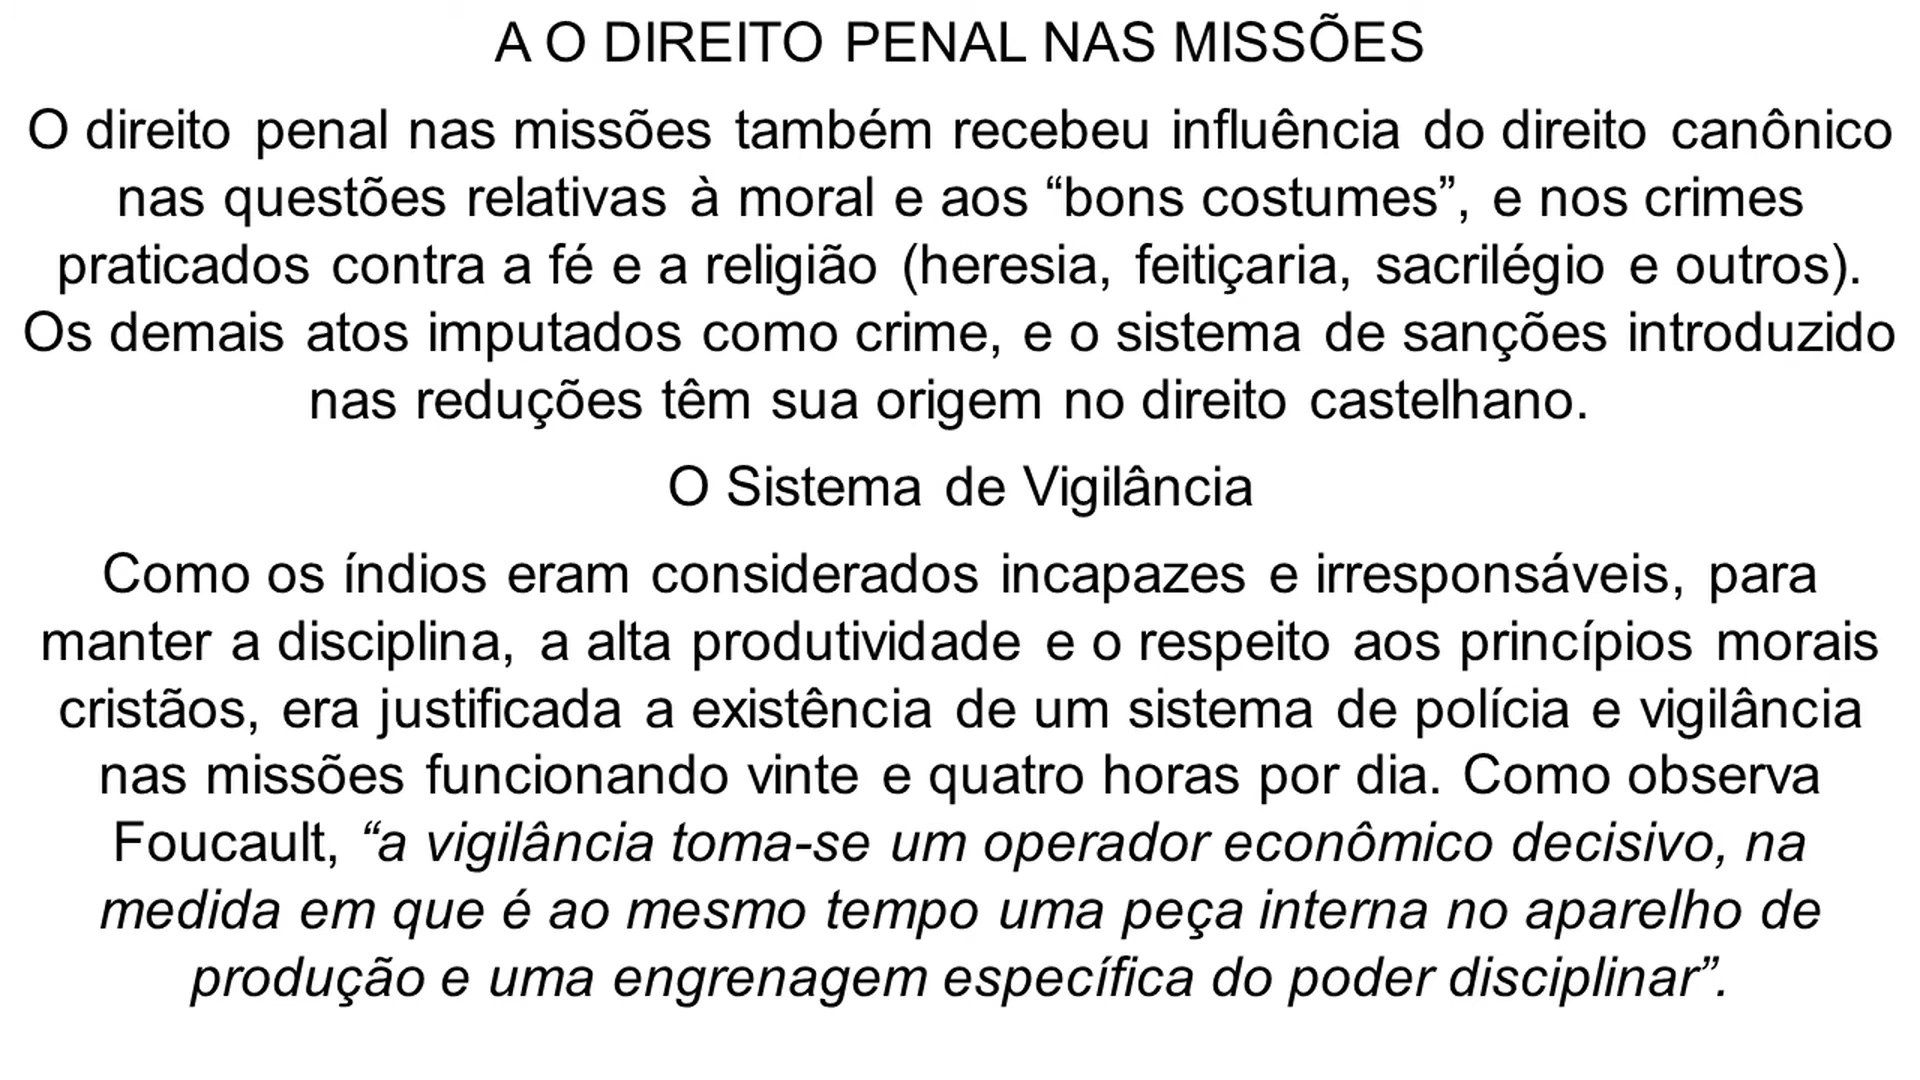 A O DIREITO PENAL NAS MISSÕES
O direito penal nas missões também recebeu influência do direito canônico
nas questões relativas à moral e aos “bons costumes”, e nos crimes
praticados contra a fé e a religião (heresia, feitiçaria, sacrilégio e outros).
Os demais atos imputados como crime, e o sistema de sanções introduzido
nas reduções têm sua origem no direito castelhano.
O Sistema de Vigilância
Como os índios eram considerados incapazes e irresponsáveis, para
manter a disciplina, a alta produtividade e o respeito aos princípios morais
cristãos, era justificada a existência de um sistema de polícia e vigilância
nas missões funcionando vinte e quatro horas por dia. Como observa
Foucault, “a vigilância toma-se um operador econômico decisivo, na
medida em que é ao mesmo tempo uma peça interna no aparelho de
produção e uma engrenagem específica do poder disciplinar”.